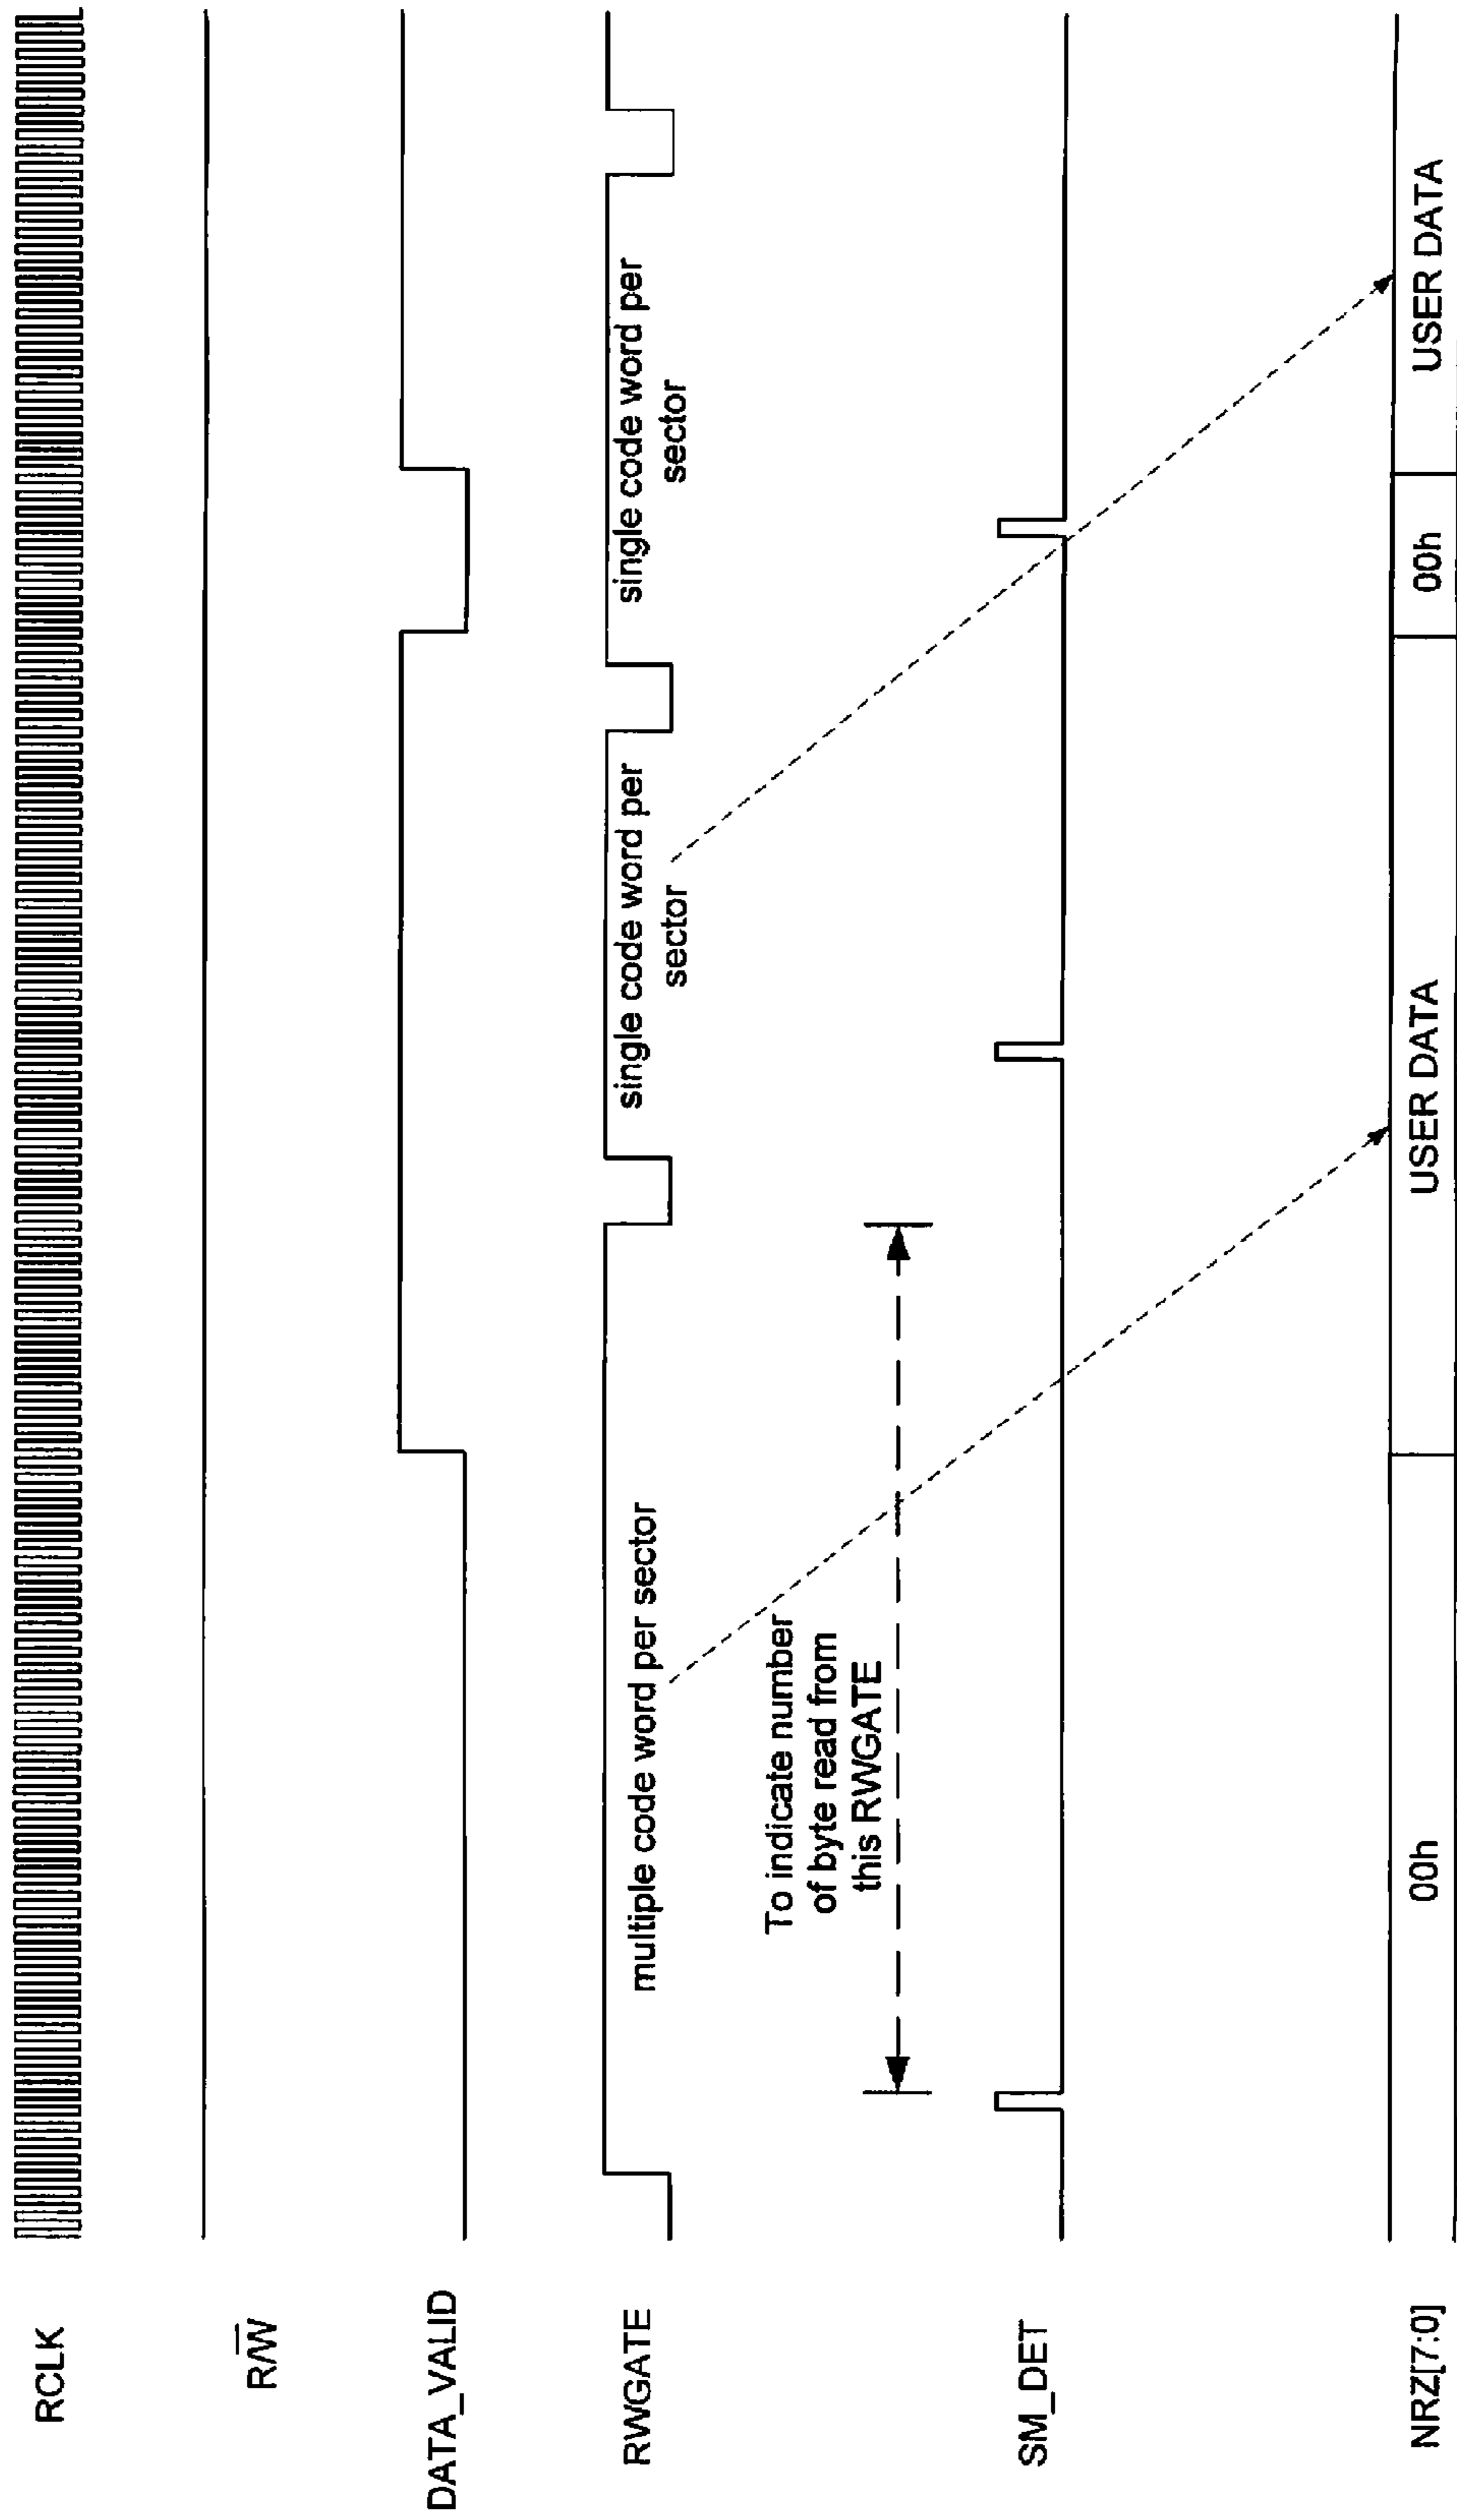 RCLK
R/W̅
DATA_VALID
RWGATE
multiple code word per sector
single code word per
sector
single code word per
sector
To indicate number
of byte read from
this RWGATE
SM_DET
NRZ[7:0]
00h
USER DATA
00h
USER DATA